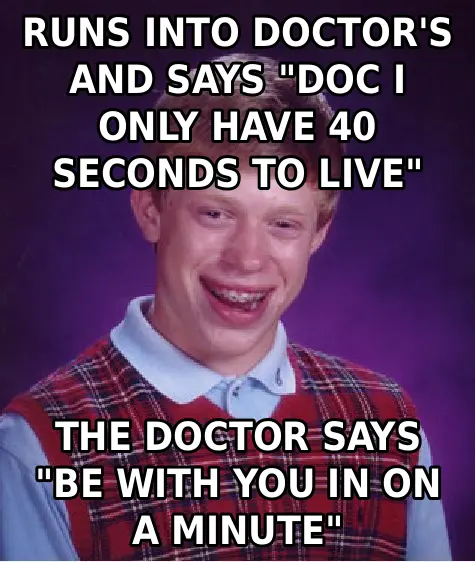 RUNS INTO DOCTOR'S
AND SAYS "DOC I
ONLY HAVE 40
SECONDS TO LIVE"
THE DOCTOR SAYS
"BE WITH YOU IN ON
A MINUTE"